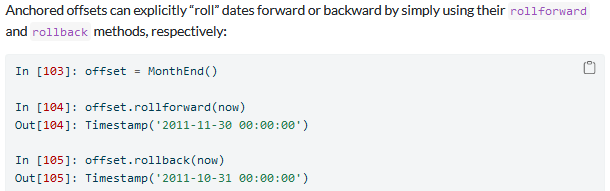 Anchored offsets can explicitly “roll” dates forward or backward by simply using their rollforward
and rollback methods, respectively:
In [103]: offset = MonthEnd()
In [104]: offset.rollforward(now)
Out[104]: Timestamp('2011-11-30 00:00:00')
In [105]: offset.rollback(now)
Out[105]: Timestamp('2011-10-31 00:00:00')